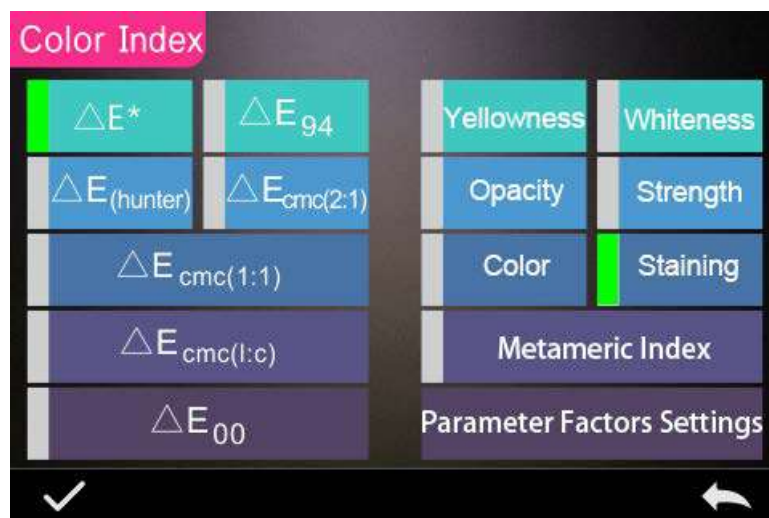 Color Index
△E* △E94 Yellowness Whiteness
△E(hunter) △Ecmc(2:1) Opacity Strength
△E cmc(1:1) Color Staining
△E cmc(l:c) Metameric Index
△E00 Parameter Factors Settings